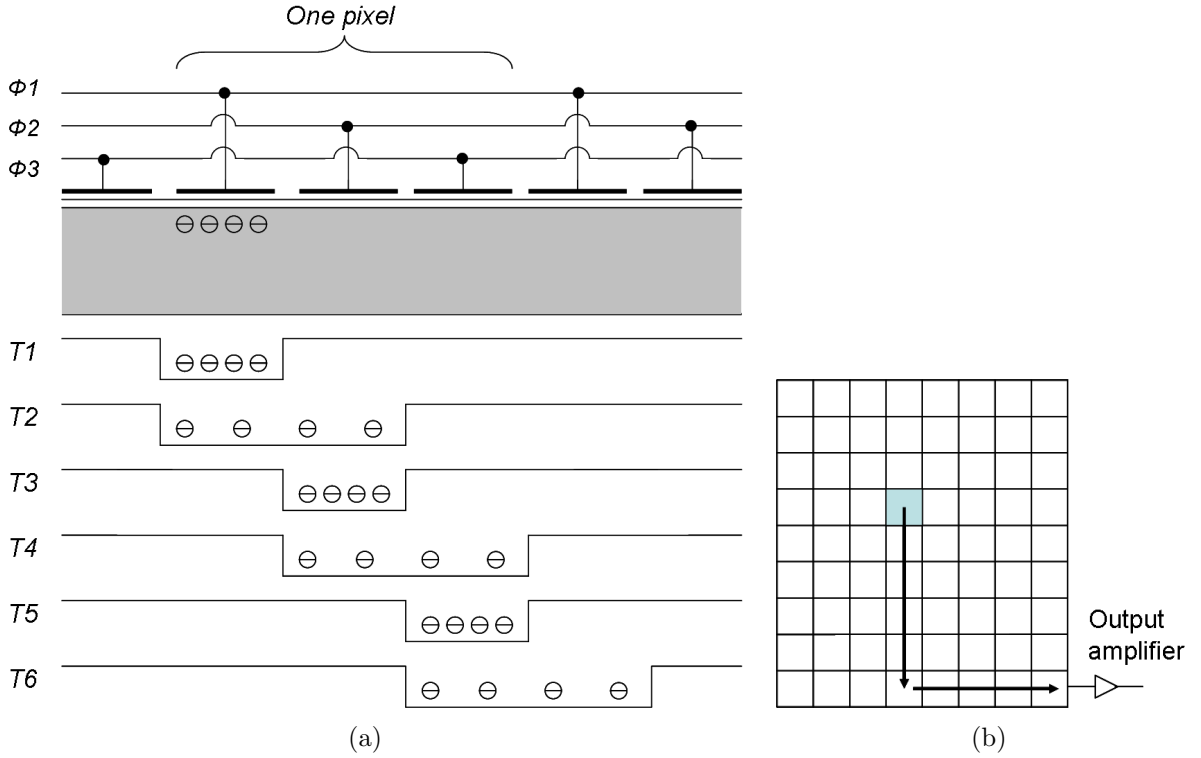 One pixel
Φ1
Φ2
Φ3
T1
T2
T3
T4
T5
T6
Output
amplifier
(a)
(b)